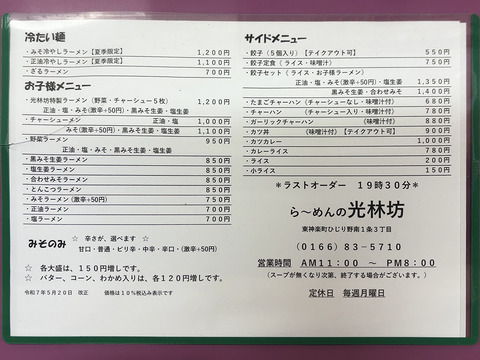 冷たい麺
・みそ冷やしラーメン【夏季限定】 1,200円
・正油冷やしラーメン【夏季限定】 1,100円
・ざるラーメン 700円
お子様メニュー
・光林坊特製ラーメン(野菜・チャーシュー5枚) 1,200円
正油・塩・みそ(激辛+50円)・黒みそ生姜・塩生姜
・チャーシューメン 正油・塩 1,000円
みそ(激辛+50円)・黒みそ生姜・塩生姜 1,100円
・野菜ラーメン 950円
正油・塩・みそ・黒みそ生姜・塩生姜
・黒みそ生姜ラーメン 850円
・塩生姜ラーメン 850円
・合わせみそラーメン 850円
・とんこつラーメン 850円
・みそラーメン(激辛+50円) 750円
・正油ラーメン 700円
・塩ラーメン 700円
みそのみ ☆ 辛さが、選べます ☆
甘口・普通・ピリ辛・中辛・辛口・(激辛+50円)
☆ 各大盛は、150円増しです。
☆ バター、コーン、わかめ入りは、各120円増しです。
令和7年5月20日 改正 価格は10%税込み表示です
サイドメニュー
・餃子(5個入り)【テイクアウト可】 550円
・餃子定食(ライス・味噌汁) 750円
・餃子セット(ライス・お子様ラーメン)
正油・塩・みそ(激辛+50円)・塩生姜 1,350円
黒みそ生姜・合わせみそ 1,400円
・たまごチャーハン(チャーシューなし・味噌汁付) 680円
・チャーハン(チャーシュー入り・味噌汁付) 780円
・ガーリックチャーハン(味噌汁付) 880円
・カツ丼(味噌汁付)【テイクアウト可】 900円
・カツカレー 1,000円
・カレーライス 780円
・ライス 200円
・小ライス 150円
*ラストオーダー 19時30分*
ら~めんの光林坊
東神楽町ひじり野南1条3丁目
(0166)83-5710
営業時間 AM11:00 ~ PM8:00
(スープが無くなり次第、終了する場合がございます。)
定休日 毎週月曜日